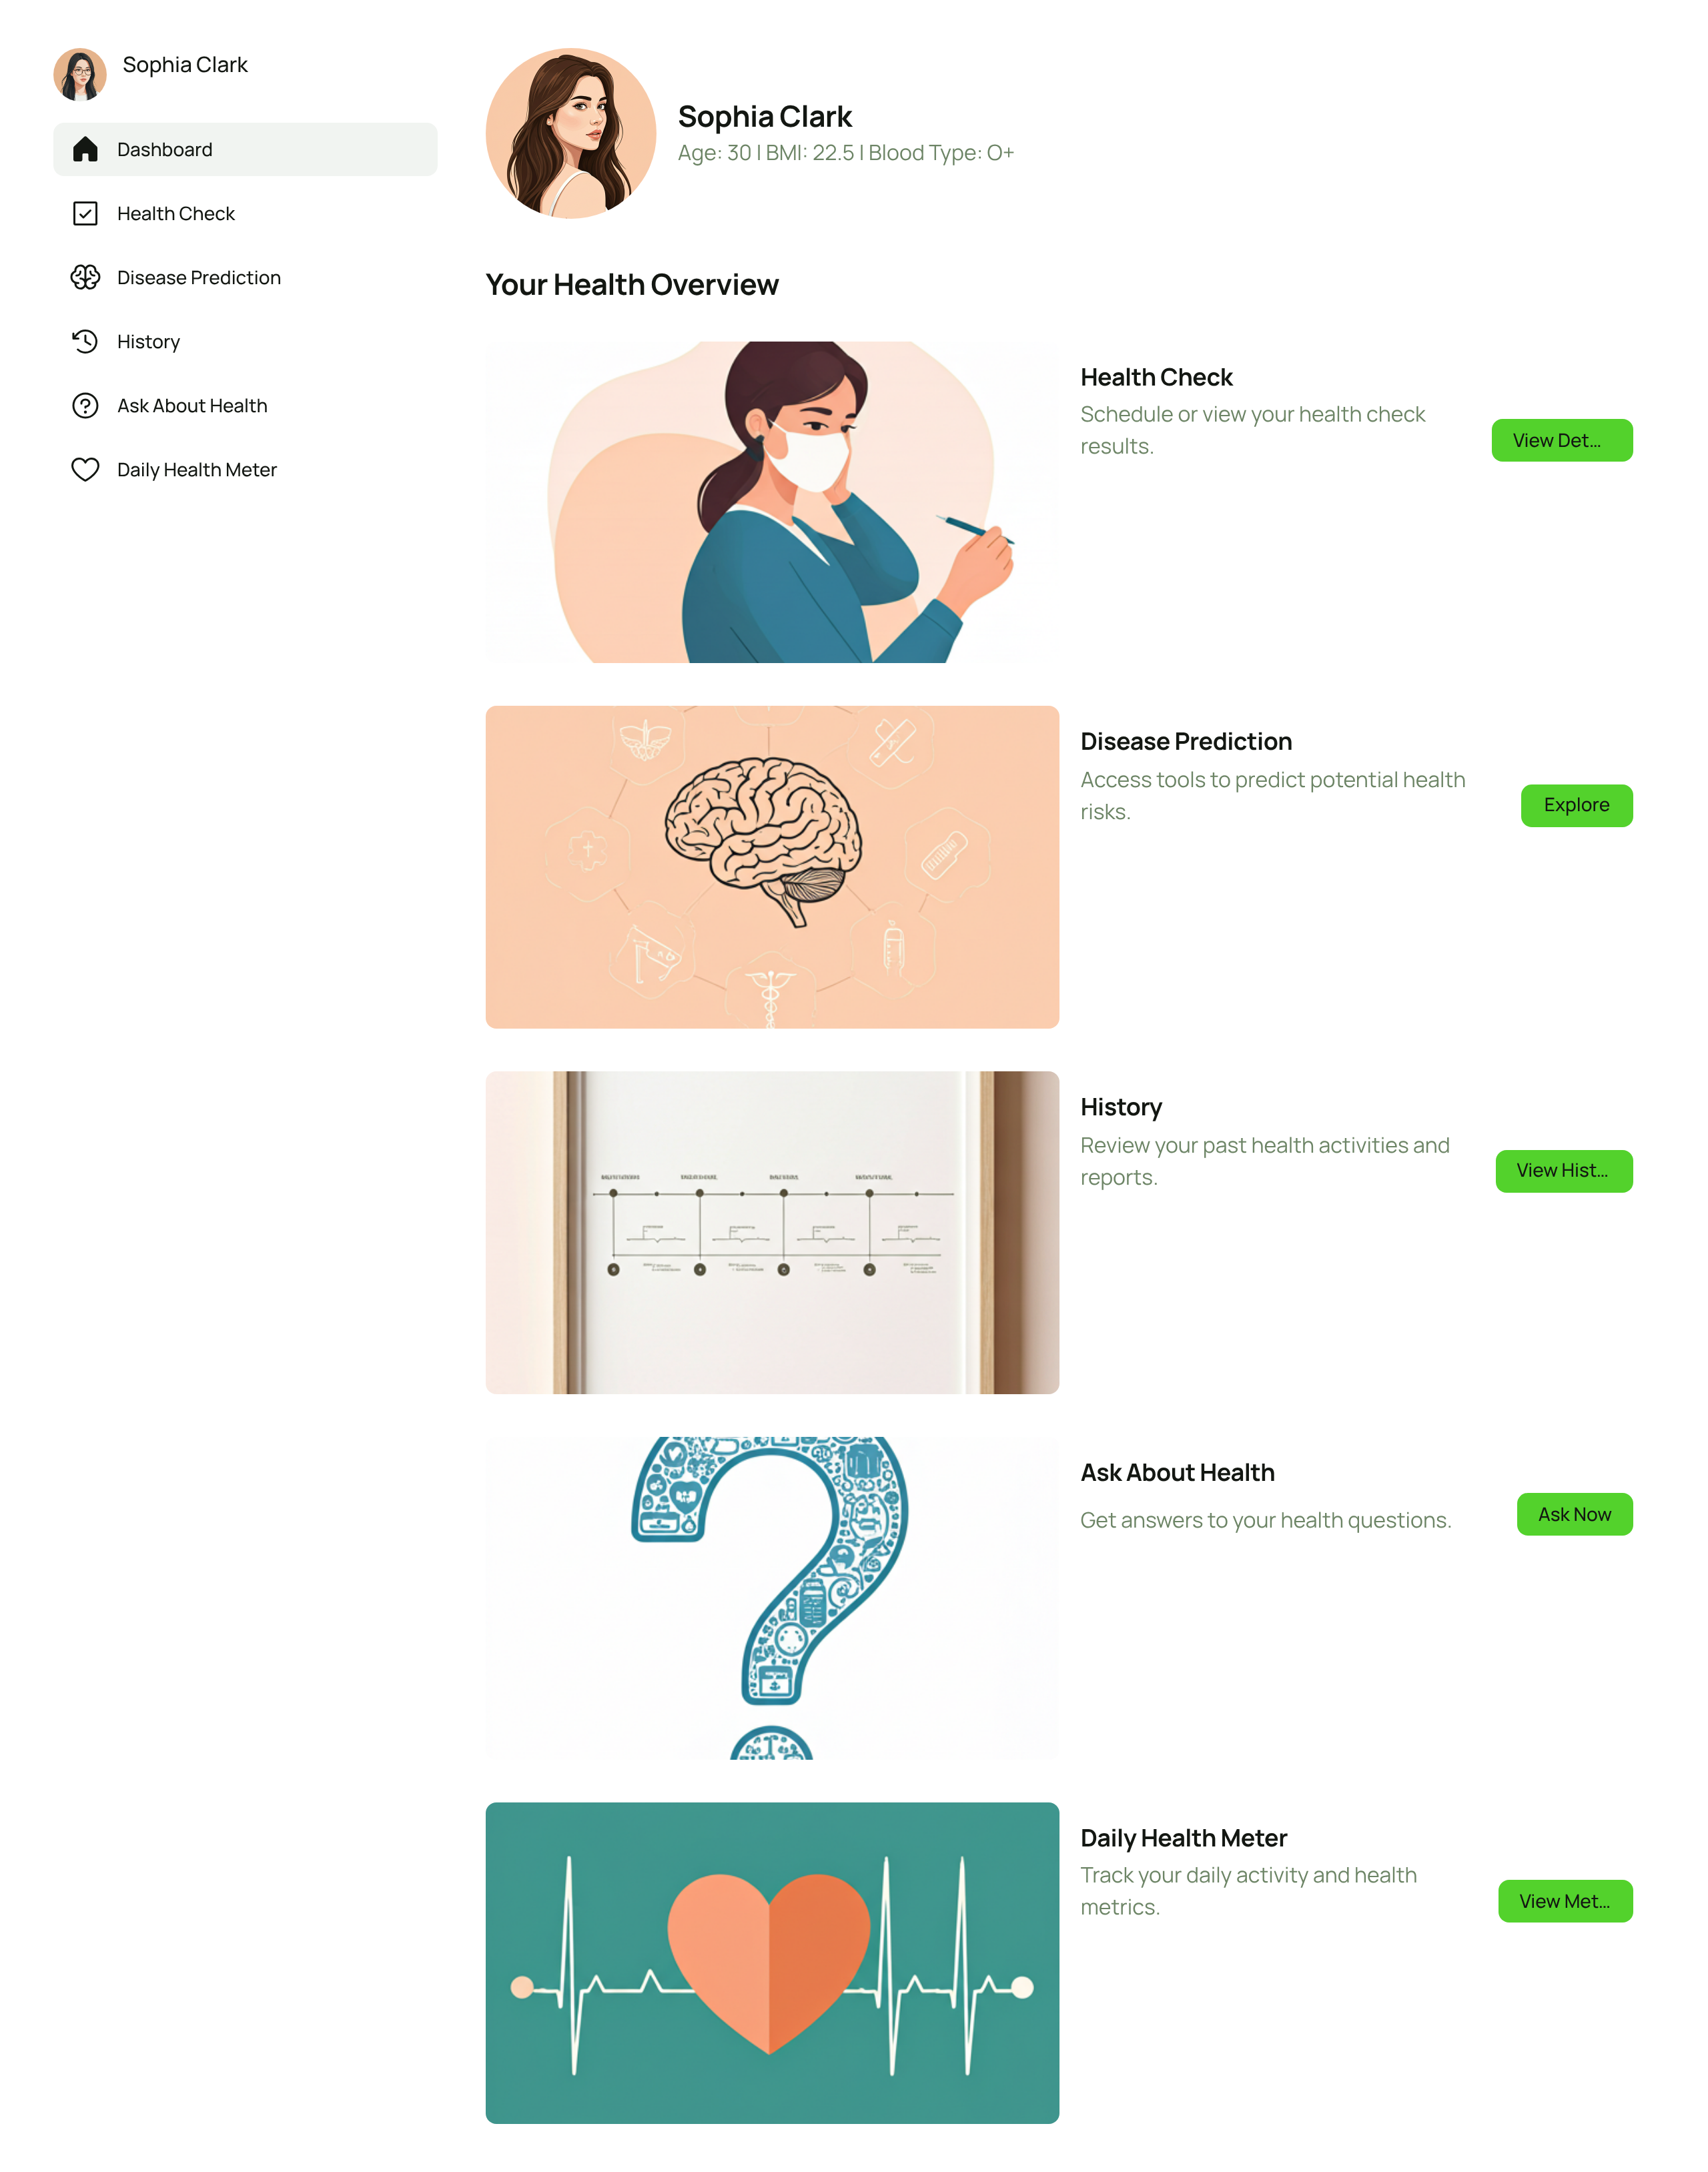 Sophia Clark
Dashboard
Health Check
Disease Prediction
History
Ask About Health
Daily Health Meter
Sophia Clark
Age: 30 | BMI: 22.5 | Blood Type: O+
Your Health Overview
Health Check
Schedule or view your health check
results.
View Det...
Disease Prediction
Access tools to predict potential health
risks.
Explore
History
Review your past health activities and
reports.
View Hist...
Ask About Health
Get answers to your health questions.
Ask Now
Daily Health Meter
Track your daily activity and health
metrics.
View Met...